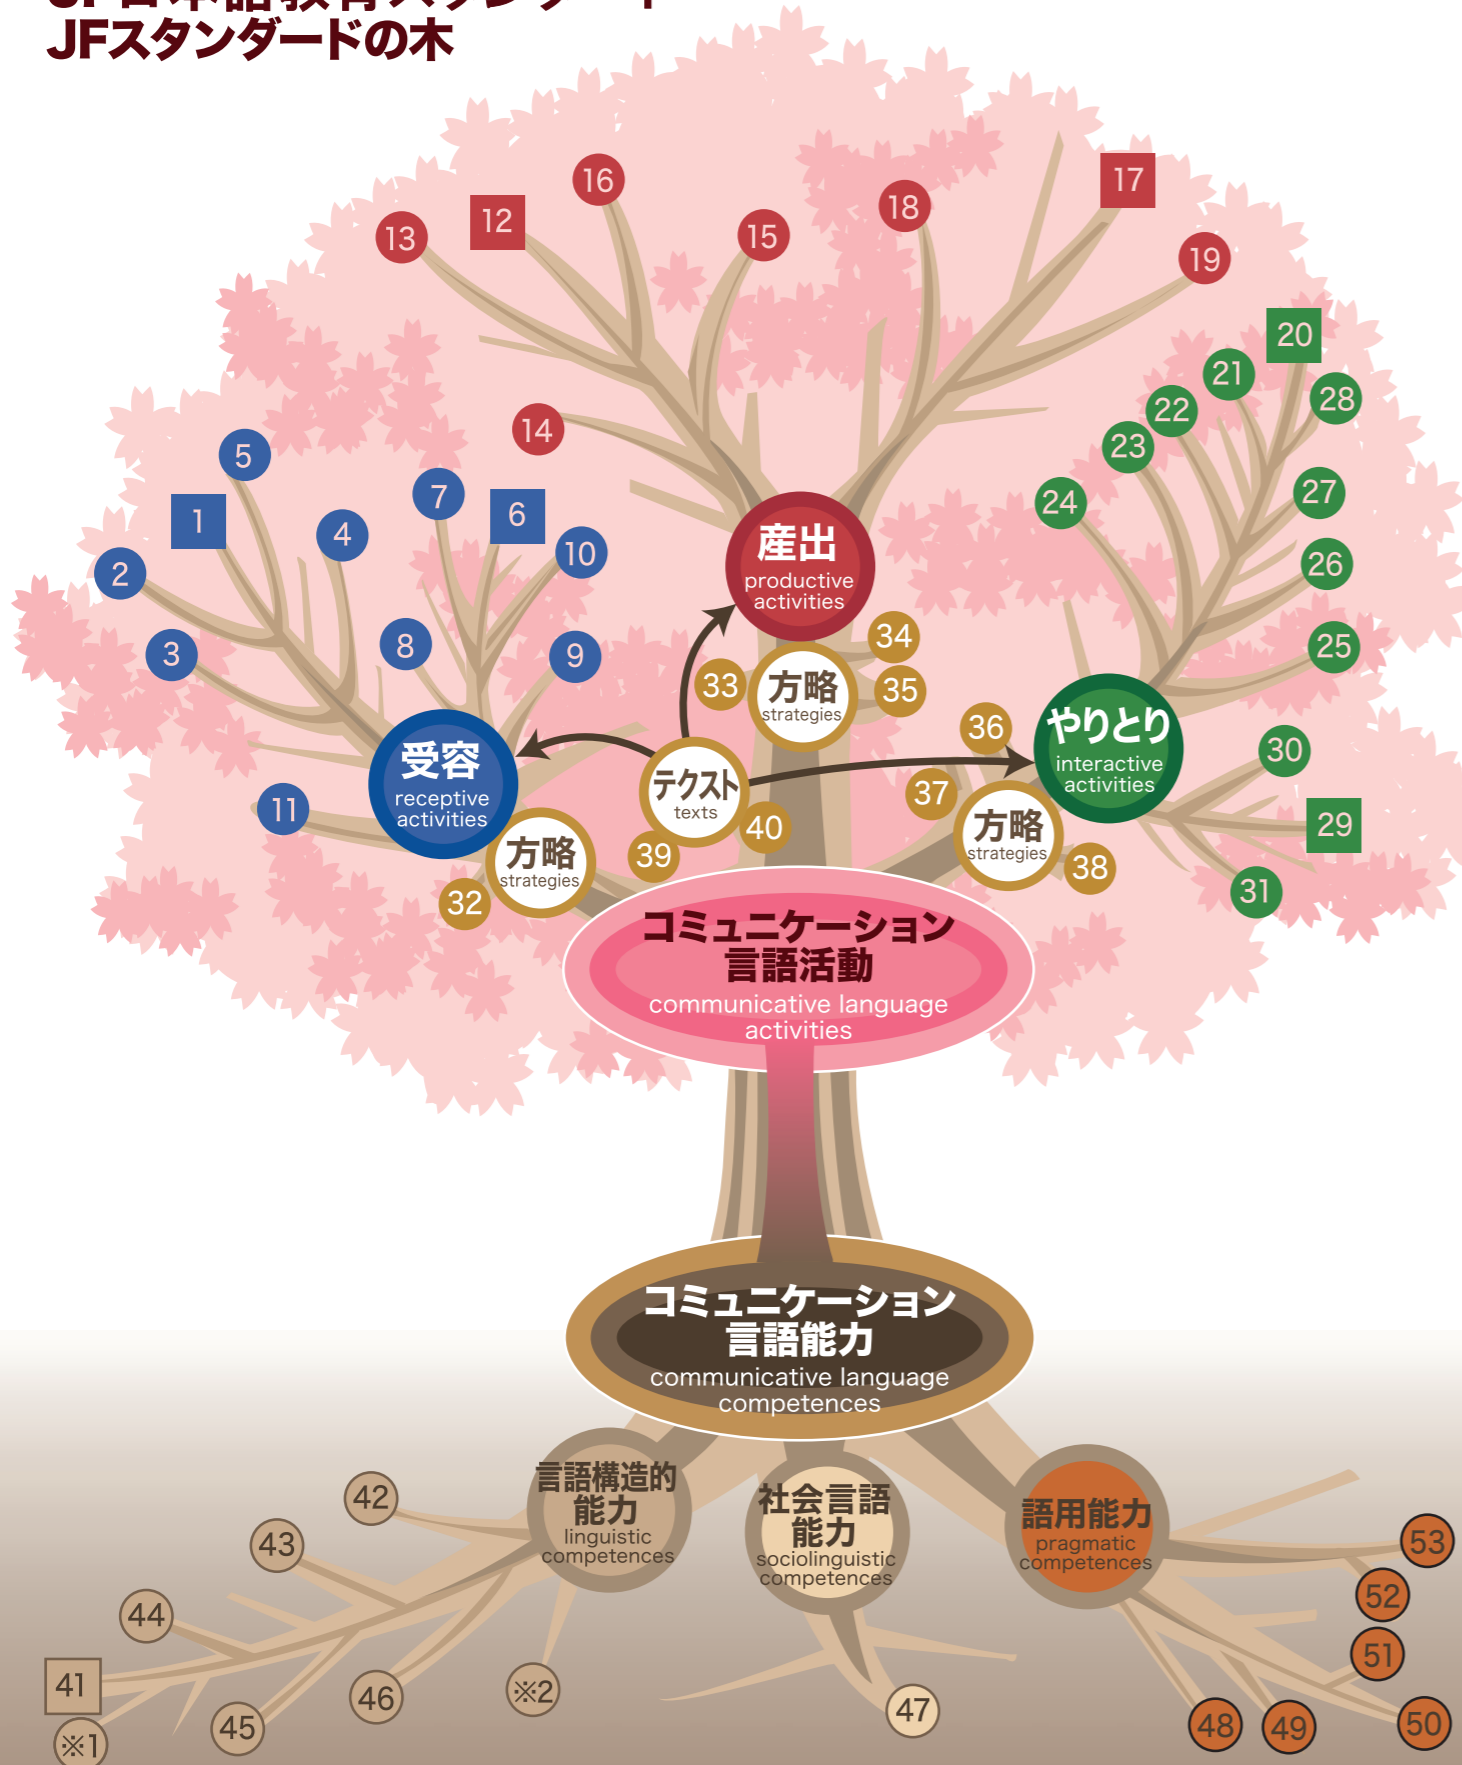 JFスタンダードの木
16
17
12
18
13
15
19
20
21
28
22
14
23
5
7
27
24
6
1
4
10
産出
productive
activities
26
2
34
25
8
3
9
33
方略
strategies
35
36
やりとり
interactive
activities
30
受容
receptive
activities
テクスト
texts
37
11
40
方略
strategies
29
39
方略
strategies
38
32
31
コミュニケーション
言語活動
communicative language
activities
コミュニケーション
言語能力
communicative language
competences
言語構造的
能力
linguistic
competences
社会言語
能力
sociolinguistic
competences
語用能力
pragmatic
competences
42
43
53
52
44
51
41
46
※2
47
45
48
49
50
※1